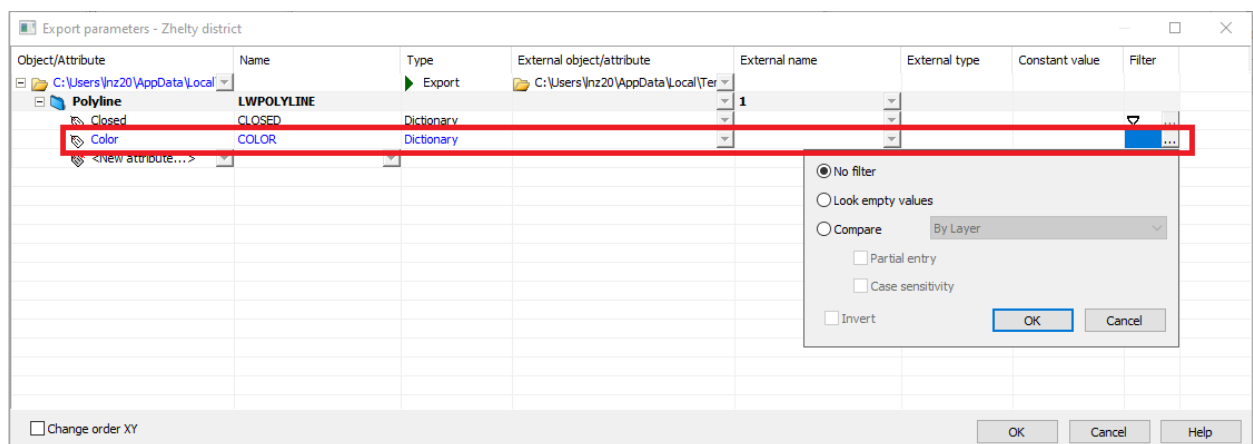 Export parameters - Zhelty district
Object/Attribute Name Type External object/attribute External name External type Constant value Filter
C:\Users\lnz20\AppData\Local Export C:\Users\lnz20\AppData\Local\Ter
Polyline LWPOLYLINE 1
Closed CLOSED Dictionary ...
Color COLOR Dictionary ...
<New attribute...>
No filter
Look empty values
Compare By Layer
Partial entry
Case sensitivity
Invert OK Cancel
Change order XY OK Cancel Help